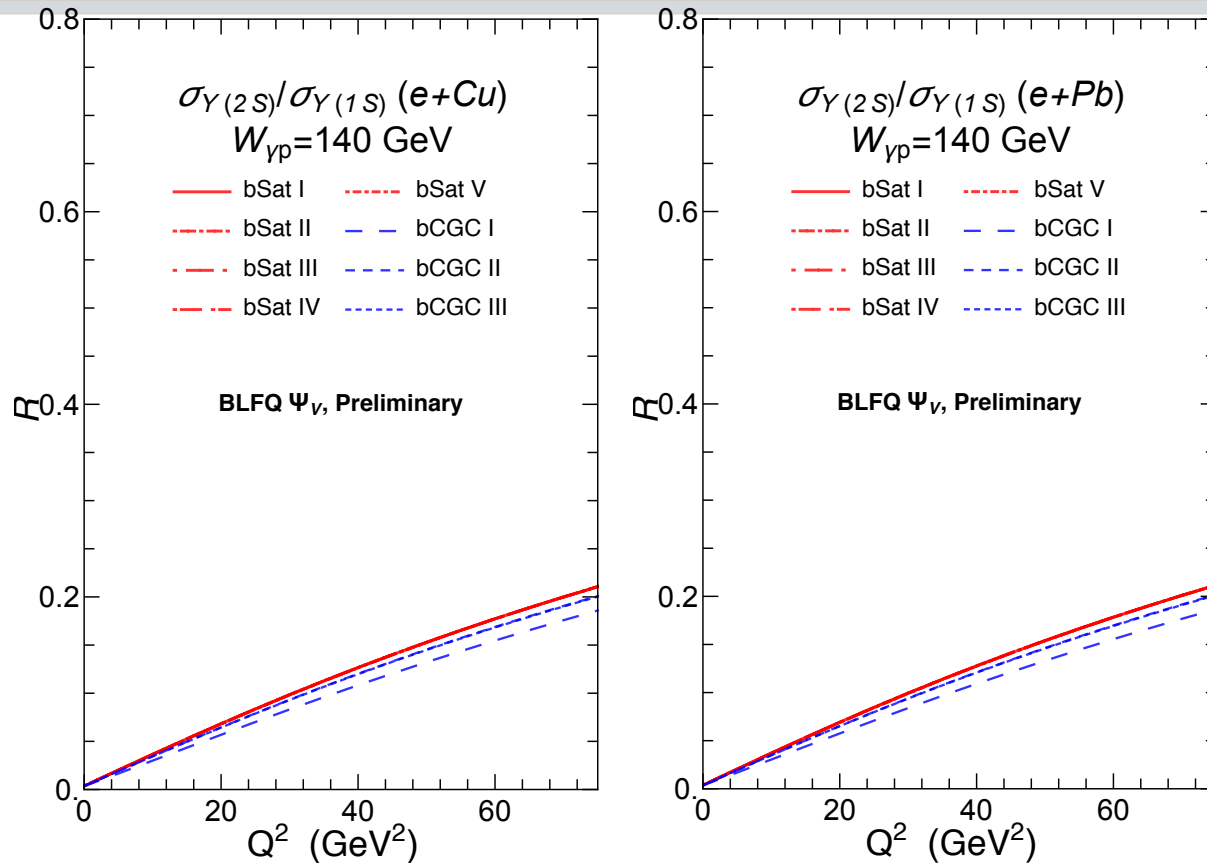 0.8
σϒ(2S)/σϒ(1S) (e+Cu)
Wγp=140 GeV
bSat I bSat V
bSat II bCGC I
bSat III bCGC II
bSat IV bCGC III
0.6
BLFQ ΨV, Preliminary
R
0.4
0.2
0.
0 20 40 60
Q² (GeV²)
0.8
σϒ(2S)/σϒ(1S) (e+Pb)
Wγp=140 GeV
bSat I bSat V
bSat II bCGC I
bSat III bCGC II
bSat IV bCGC III
0.6
BLFQ ΨV, Preliminary
R
0.4
0.2
0.
0 20 40 60
Q² (GeV²)